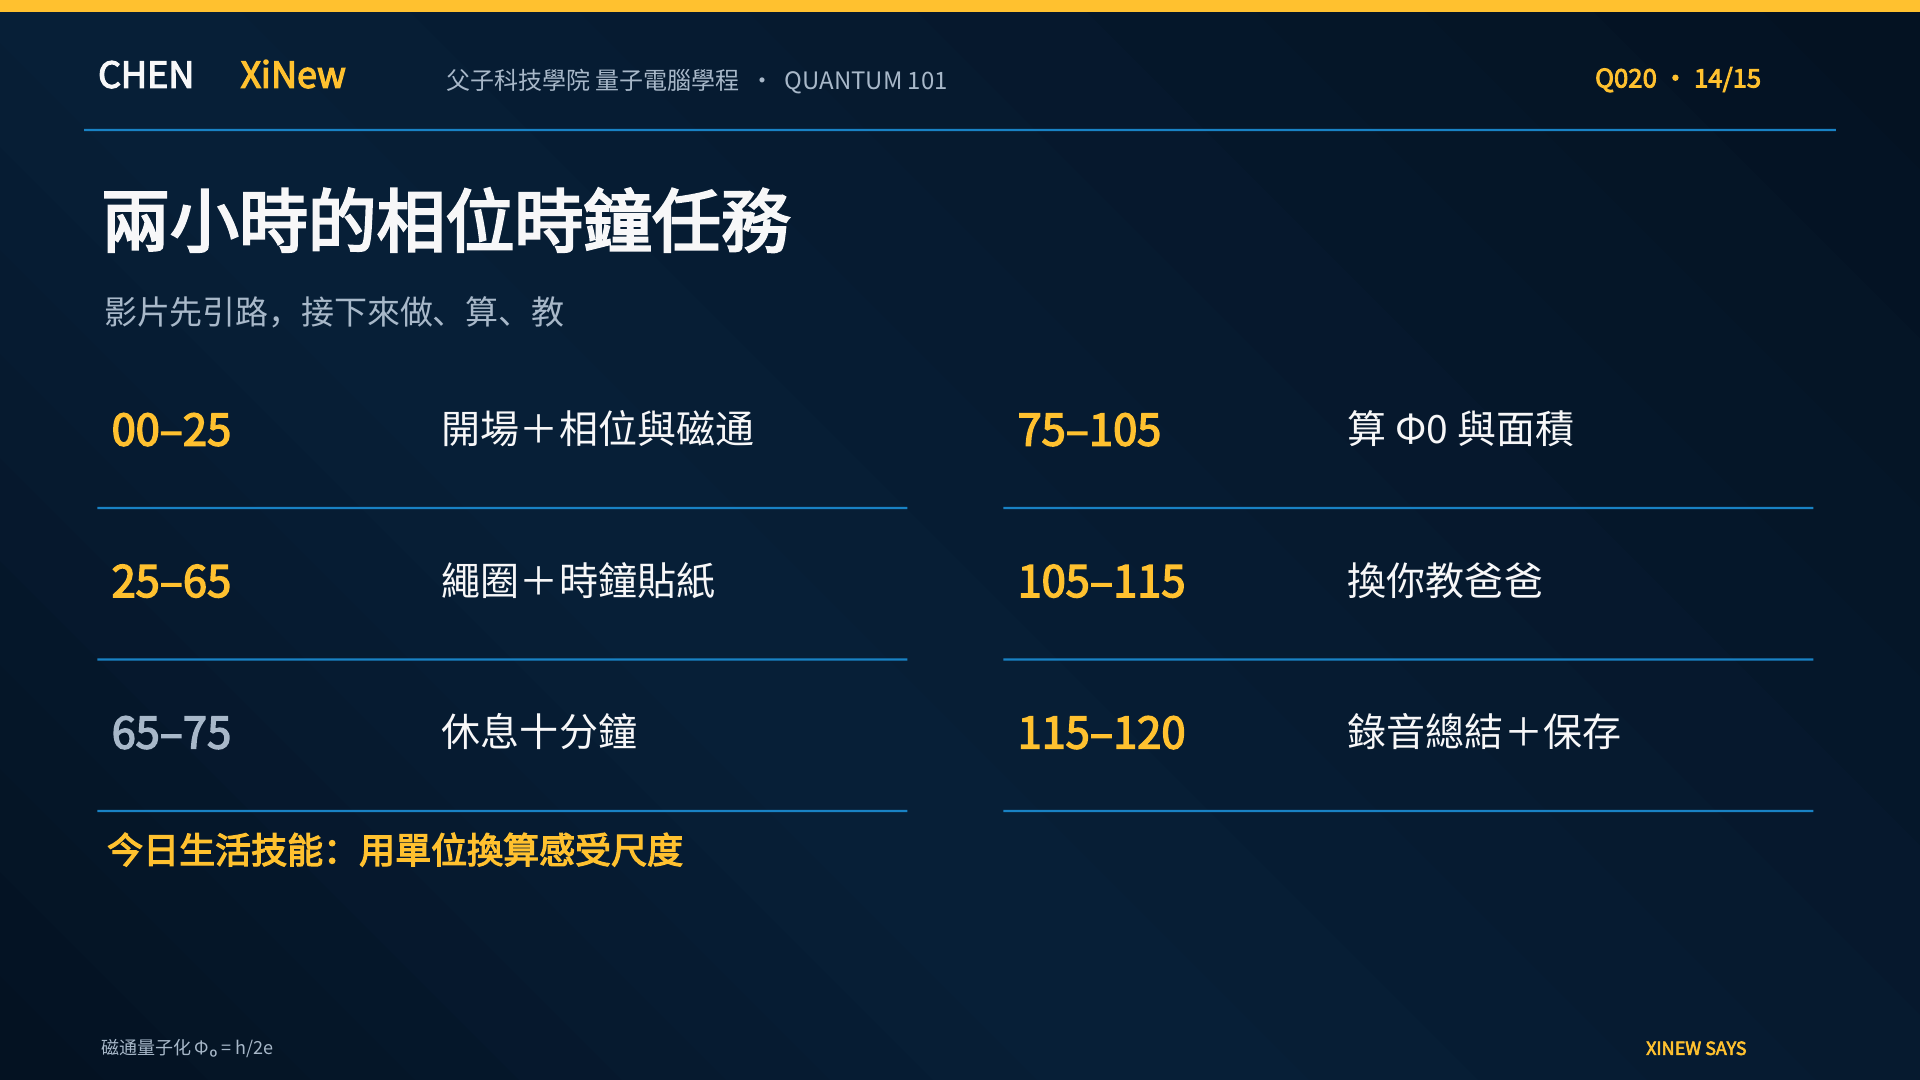 CHEN XiNew 父子科技學院 量子電腦學程 · QUANTUM 101 Q020 · 14/15
兩小時的相位時鐘任務
影片先引路，接下來做、算、教
00–25 開場＋相位與磁通
25–65 繩圈＋時鐘貼紙
65–75 休息十分鐘
75–105 算 Φ0 與面積
105–115 換你教爸爸
115–120 錄音總結＋保存
今日生活技能：用單位換算感受尺度
磁通量子化 Φ₀ = h/2e XINEW SAYS